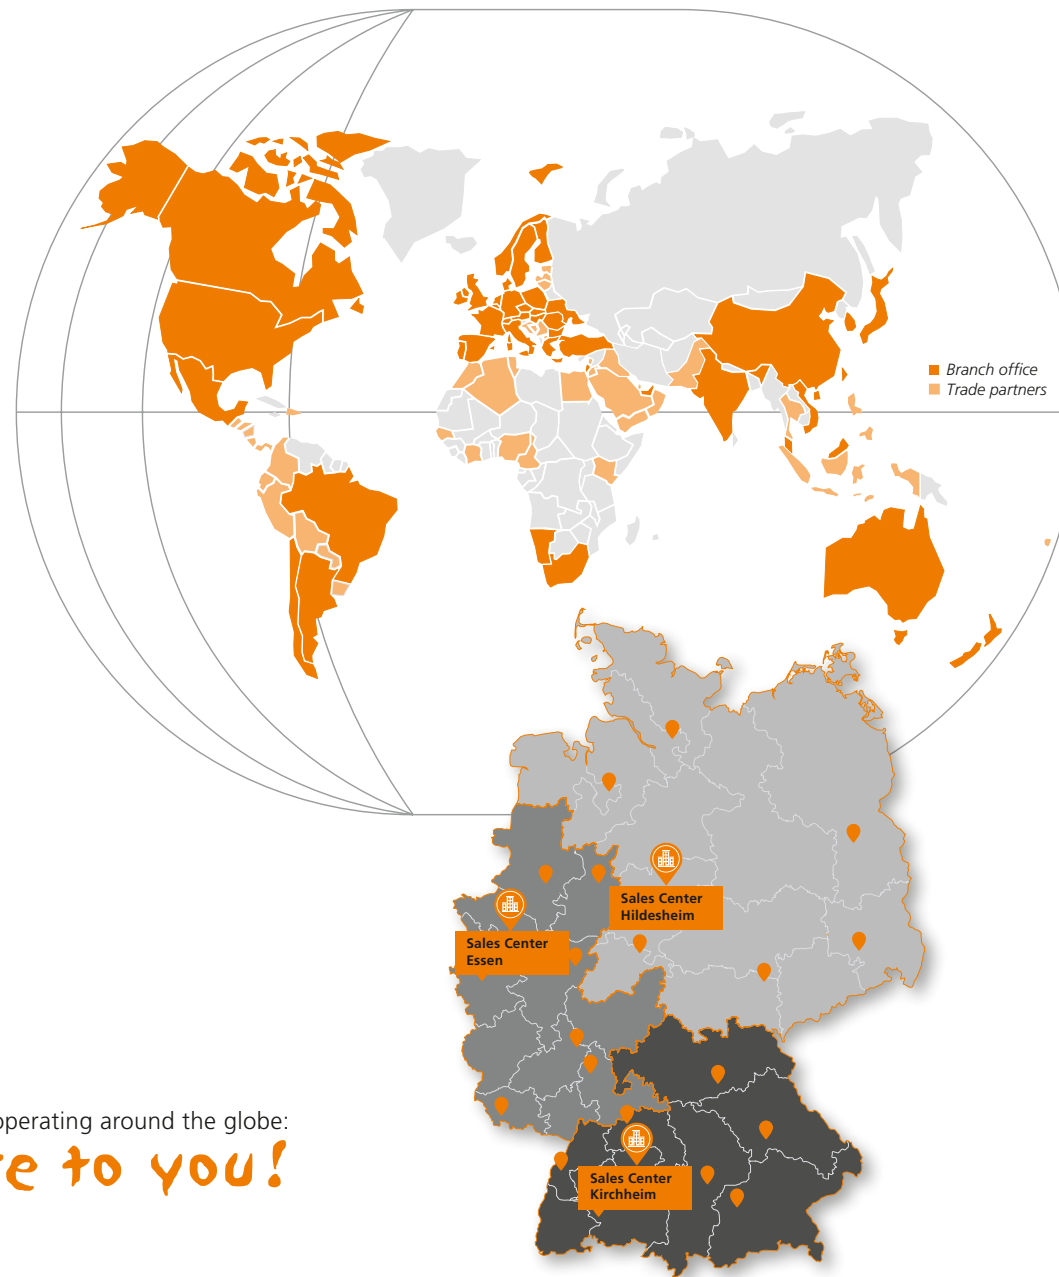 Branch office
Trade partners
Sales Center
Hildesheim
Sales Center
Essen
operating around the globe:
re to you!
Sales Center
Kirchheim